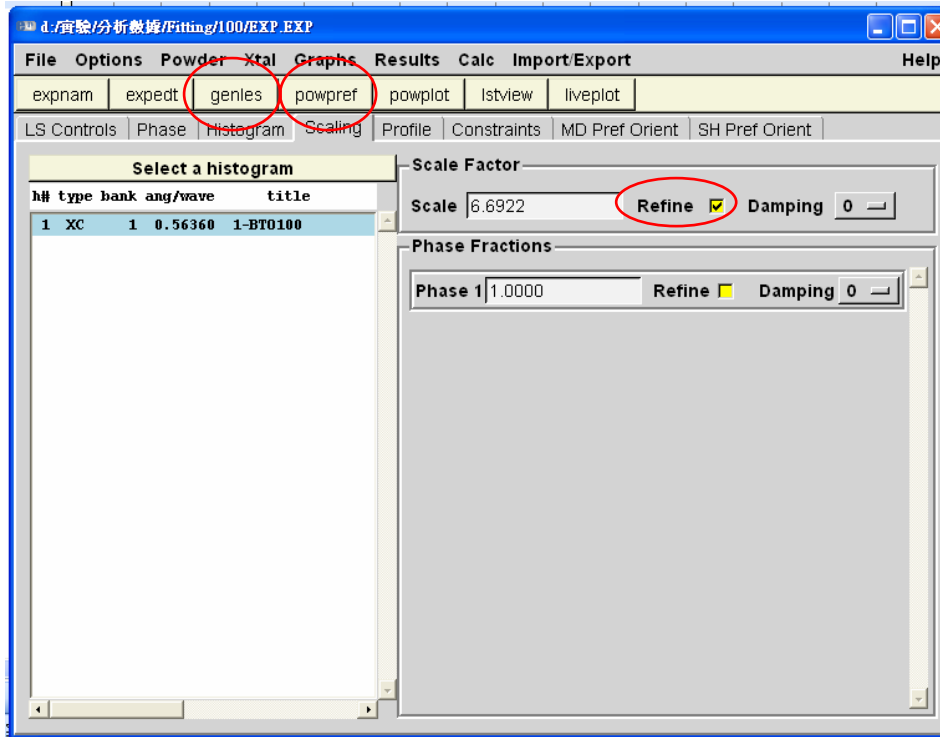 d:/實驗/分析數據/Fitting/100/EXP.EXP
File Options Powder Xtal Graphs Results Calc Import/Export Help
expnam expedt genles powpref powplot lstview liveplot
LS Controls Phase Histogram Scaling Profile Constraints MD Pref Orient SH Pref Orient
Select a histogram
h# type bank ang/wave title
1 XC 1 0.56360 1-BTO100
Scale Factor
Scale 6.6922 Refine Damping 0
Phase Fractions
Phase 1 1.0000 Refine Damping 0